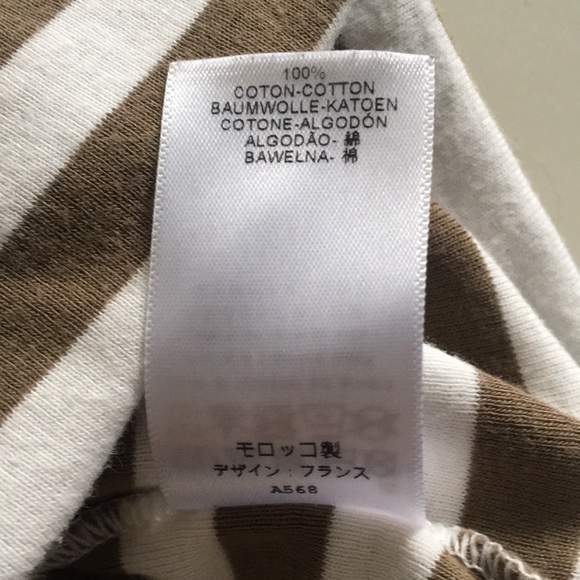 100%
COTON-COTTON
BAUMWOLLE-KATOEN
COTONE-ALGODÓN
ALGODÃO- 綿
BAWEŁNA- 棉
モロッコ製
デザイン : フランス
A568